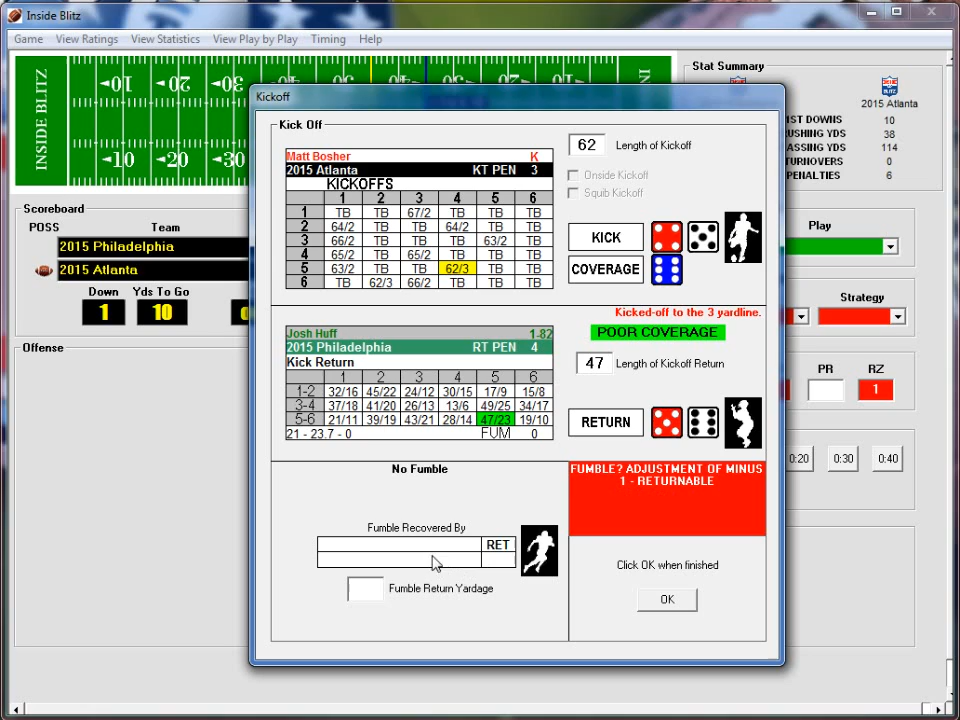 Inside Blitz
Game View Ratings View Statistics View Play by Play Timing Help
INSIDE BLITZ
10 20 30
10 20 30
Stat Summary
2015 Atlanta
1ST DOWNS 10
USHING YDS 38
ASSING YDS 114
TURNOVERS 0
PENALTIES 6
Scoreboard
POSS Team
2015 Philadelphia
2015 Atlanta
Down Yds To Go
1 10
Offense
Play
Strategy
PR RZ
1
0:20 0:30 0:40
Kickoff
Kick Off
Matt Bosher K
2015 Atlanta KT PEN 3
KICKOFFS
1 2 3 4 5 6
1 TB TB 67/2 TB TB TB
2 64/2 TB TB 64/2 TB TB
3 66/2 TB TB TB 63/2 TB
4 65/2 TB 65/2 TB TB TB
5 63/2 TB TB 62/3 TB TB
6 TB 62/3 66/2 TB TB TB
62 Length of Kickoff
Onside Kickoff
Squib Kickoff
KICK
COVERAGE
Kicked-off to the 3 yardline.
POOR COVERAGE
47 Length of Kickoff Return
RETURN
Josh Huff 1-82
2015 Philadelphia RT PEN 4
Kick Return
1 2 3 4 5 6
1-2 32/16 45/22 24/12 30/15 17/9 15/8
3-4 37/18 41/20 26/13 13/6 49/25 34/17
5-6 21/11 39/19 43/21 28/14 47/23 19/10
21 - 23.7 - 0 FUM 0
No Fumble
Fumble Recovered By
RET
Fumble Return Yardage
FUMBLE? ADJUSTMENT OF MINUS
1 - RETURNABLE
Click OK when finished
OK